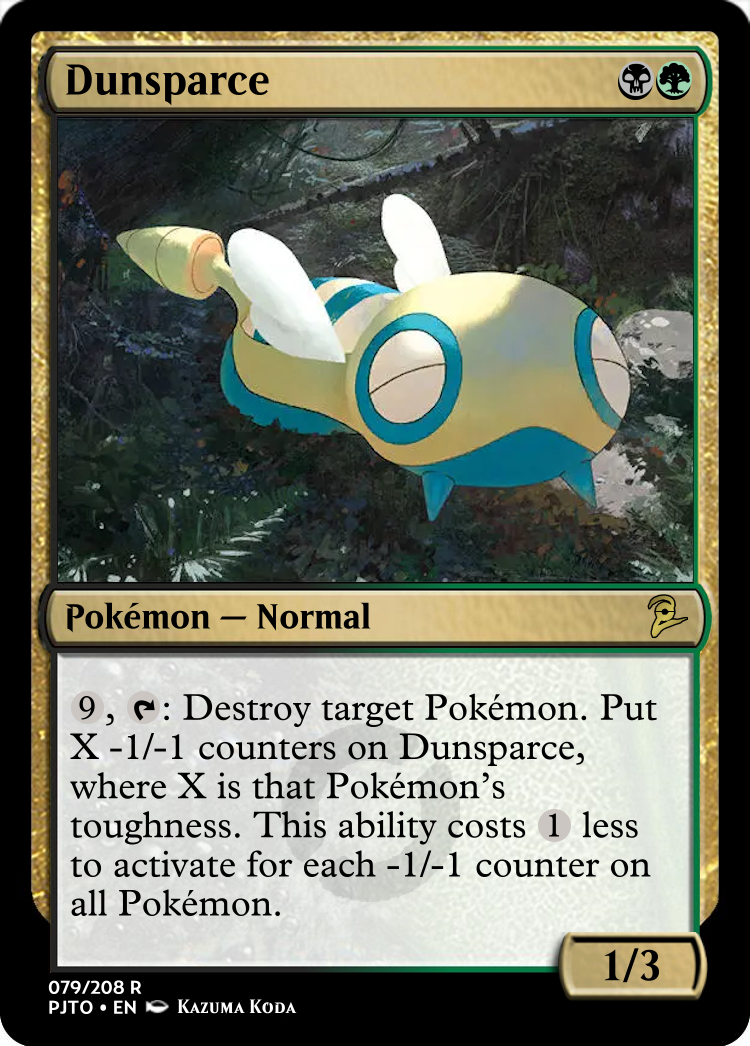 Dunsparce
Pokémon — Normal
9, : Destroy target Pokémon. Put
X -1/-1 counters on Dunsparce,
where X is that Pokémon's
toughness. This ability costs 1 less
to activate for each -1/-1 counter on
all Pokémon.
1/3
079/208 R
PJTO • EN KAZUMA KODA